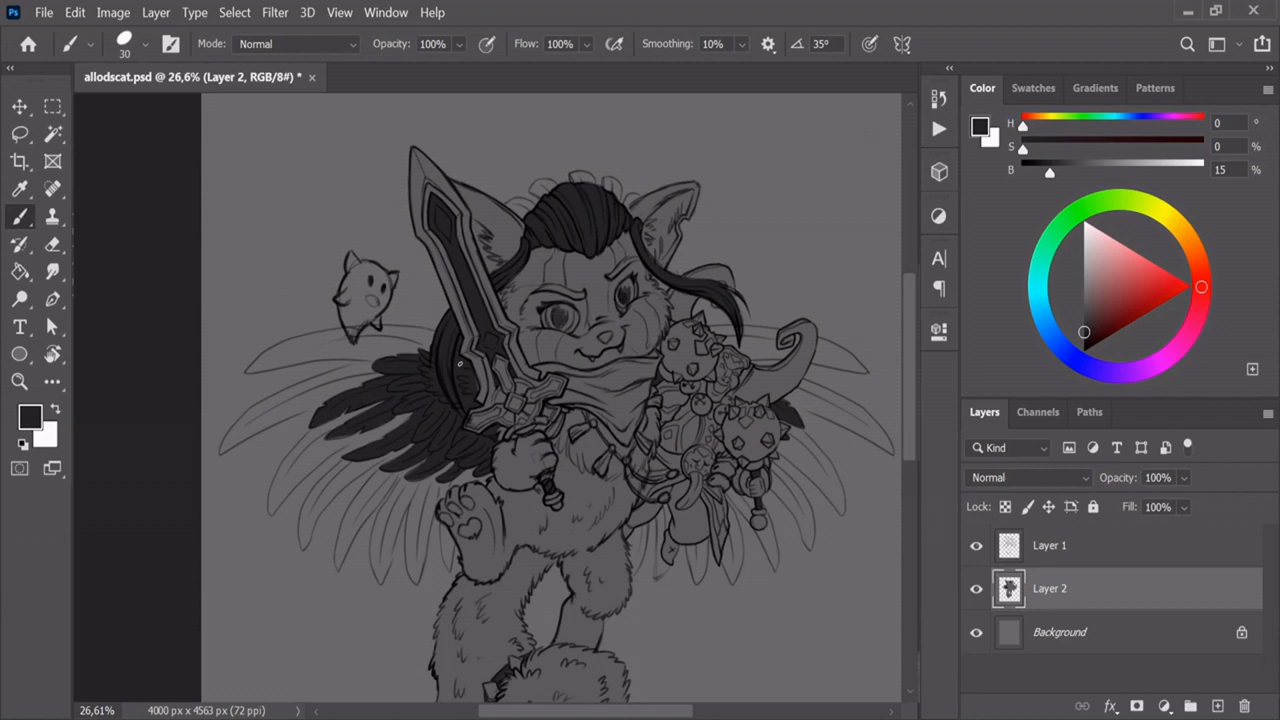 Ps File Edit Image Layer Type Select Filter 3D View Window Help
30 Mode: Normal Opacity: 100% Flow: 100% Smoothing: 10% 35°
allodscat.psd @ 26,6% (Layer 2, RGB/8#) *
Color Swatches Gradients Patterns
H 0 °
S 0 %
B 15 %
Layers Channels Paths
Kind
Normal Opacity: 100%
Lock: Fill: 100%
Layer 1
Layer 2
Background
26,61% 4000 px x 4563 px (72 ppi)